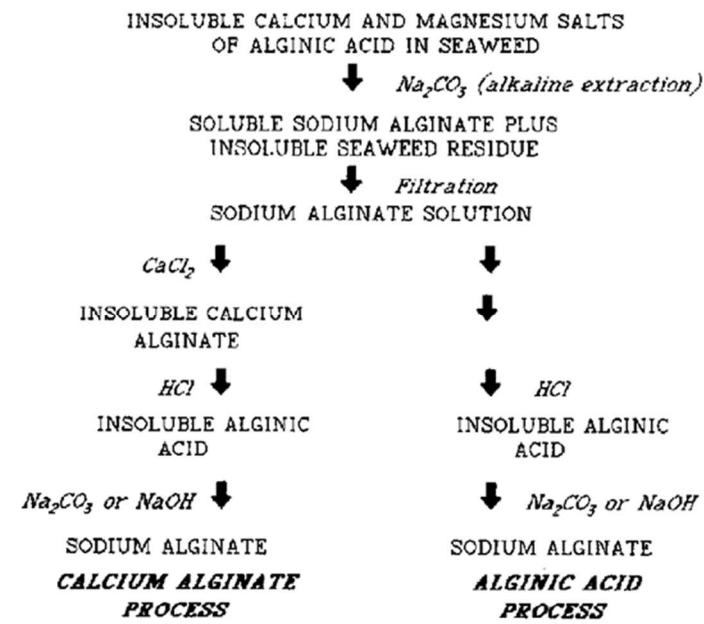 INSOLUBLE CALCIUM AND MAGNESIUM SALTS
OF ALGINIC ACID IN SEAWEED
Na₂CO₃ (alkaline extraction)
SOLUBLE SODIUM ALGINATE PLUS
INSOLUBLE SEAWEED RESIDUE
Filtration
SODIUM ALGINATE SOLUTION
CaCl₂
INSOLUBLE CALCIUM
ALGINATE
HCl
HCl
INSOLUBLE ALGINIC
ACID
INSOLUBLE ALGINIC
ACID
Na₂CO₃ or NaOH
Na₂CO₃ or NaOH
SODIUM ALGINATE
SODIUM ALGINATE
CALCIUM ALGINATE
PROCESS
ALGINIC ACID
PROCESS